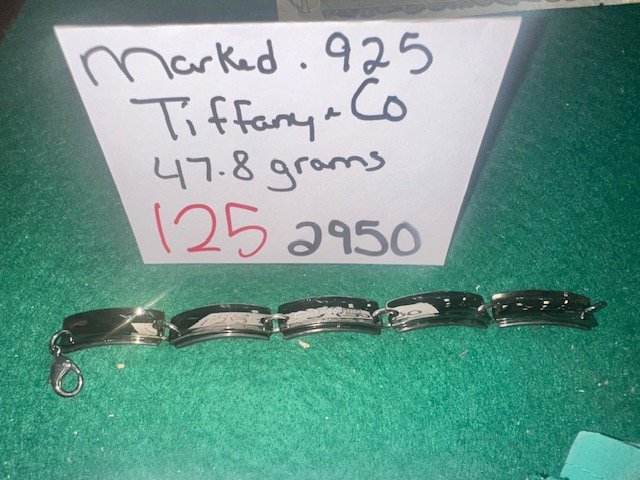 Marked .925
Tiffany & Co
47.8 grams
125 2950